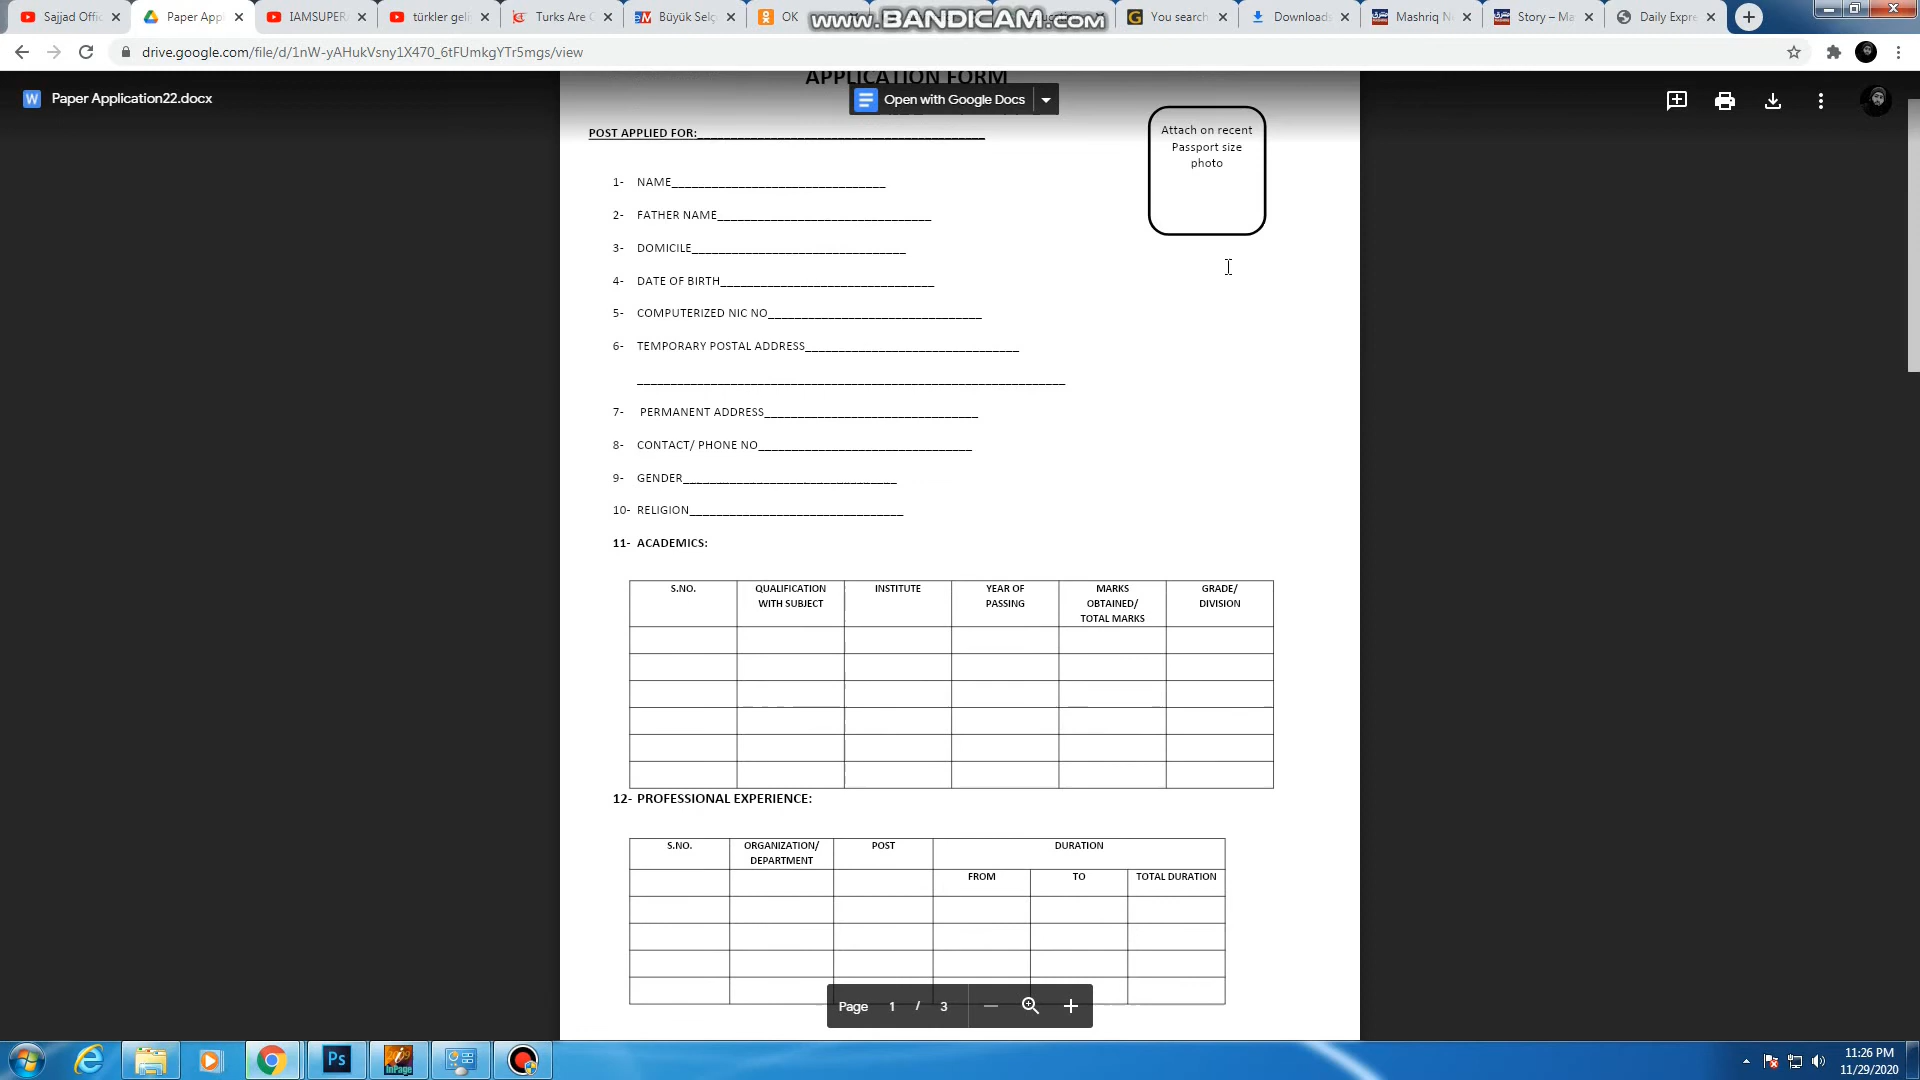 Sajjad Offic
Paper Appl
IAMSUPER
türkler geli
Turks Are C
Büyük Selç
OK
www.BANDICAM.com
You search
Downloads
Mashriq N
Story – Ma
Daily Expre
drive.google.com/file/d/1nW-yAHukVsny1X470_6tFUmkgYTr5mgs/view
Paper Application22.docx
APPLICATION FORM
Open with Google Docs
POST APPLIED FOR:
Attach on recent
Passport size
photo
1- NAME
2- FATHER NAME
3- DOMICILE
4- DATE OF BIRTH
5- COMPUTERIZED NIC NO
6- TEMPORARY POSTAL ADDRESS
7- PERMANENT ADDRESS
8- CONTACT/ PHONE NO
9- GENDER
10- RELIGION
11- ACADEMICS:
S.NO.
QUALIFICATION
WITH SUBJECT
INSTITUTE
YEAR OF
PASSING
MARKS
OBTAINED/
TOTAL MARKS
GRADE/
DIVISION
12- PROFESSIONAL EXPERIENCE:
S.NO.
ORGANIZATION/
DEPARTMENT
POST
DURATION
FROM
TO
TOTAL DURATION
Page 1 / 3
Ps
InPage
11:26 PM
11/29/2020